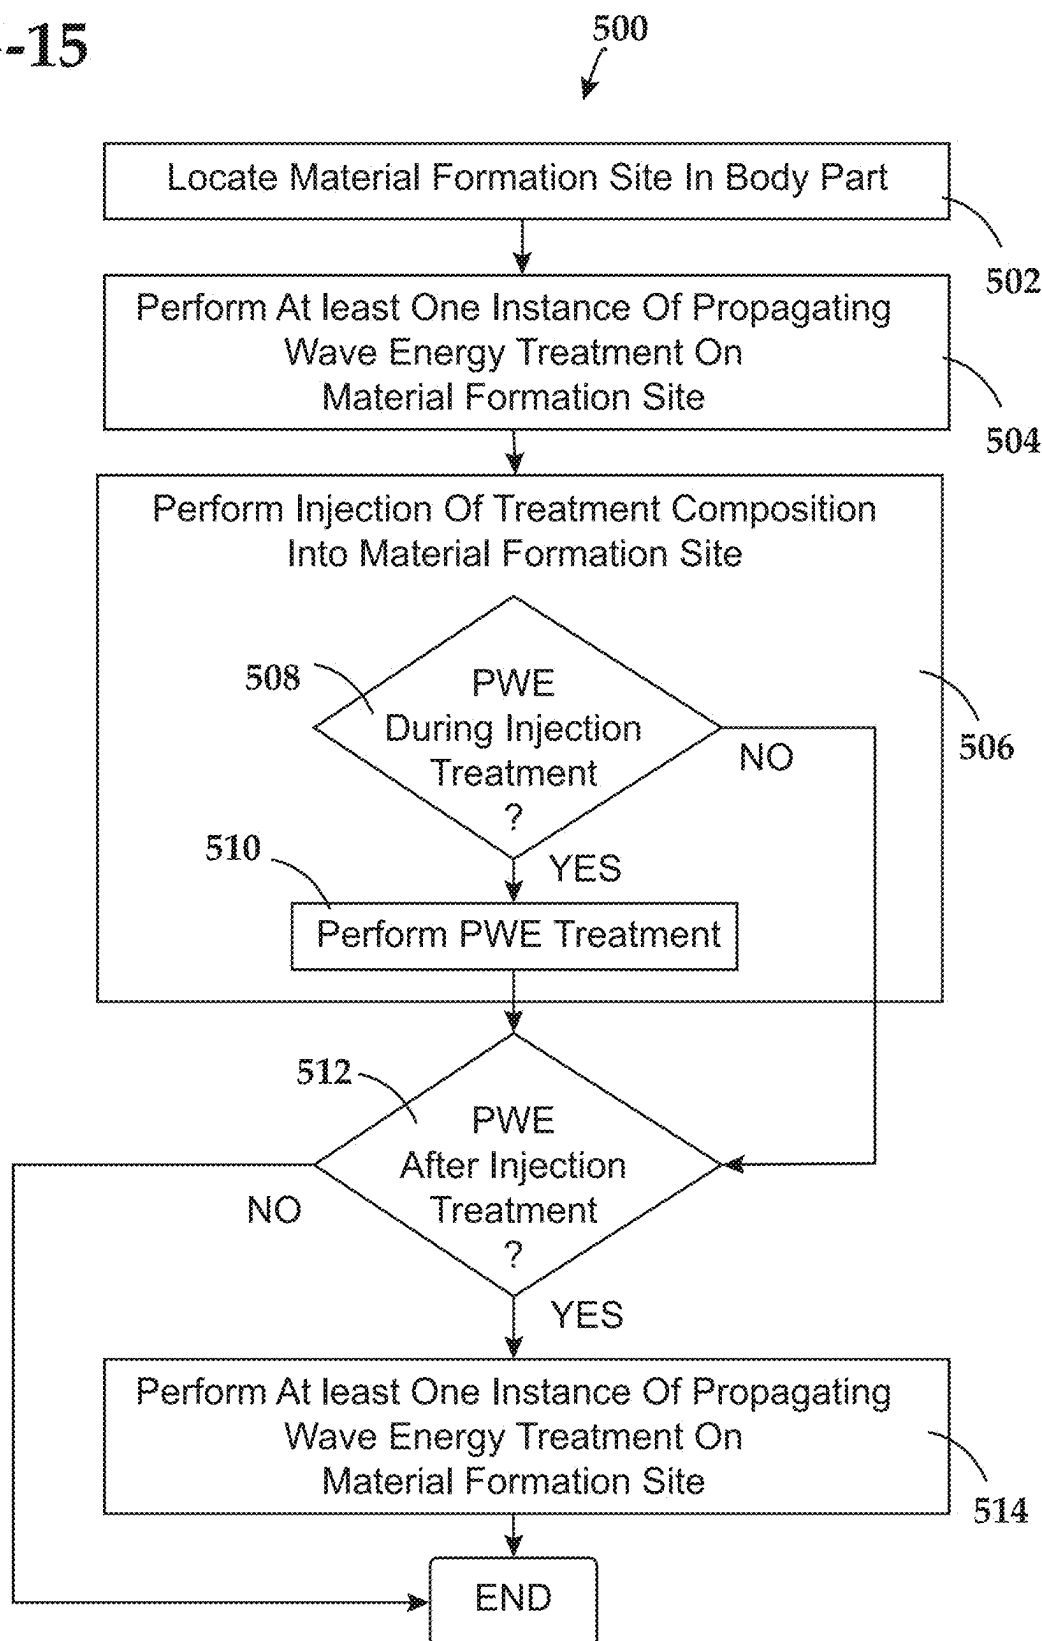 -15
500
Locate Material Formation Site In Body Part
502
Perform At least One Instance Of Propagating
Wave Energy Treatment On
Material Formation Site
504
Perform Injection Of Treatment Composition
Into Material Formation Site
508
PWE
During Injection
Treatment
?
NO
506
510
YES
Perform PWE Treatment
512
PWE
After Injection
Treatment
?
NO
YES
Perform At least One Instance Of Propagating
Wave Energy Treatment On
Material Formation Site
514
END